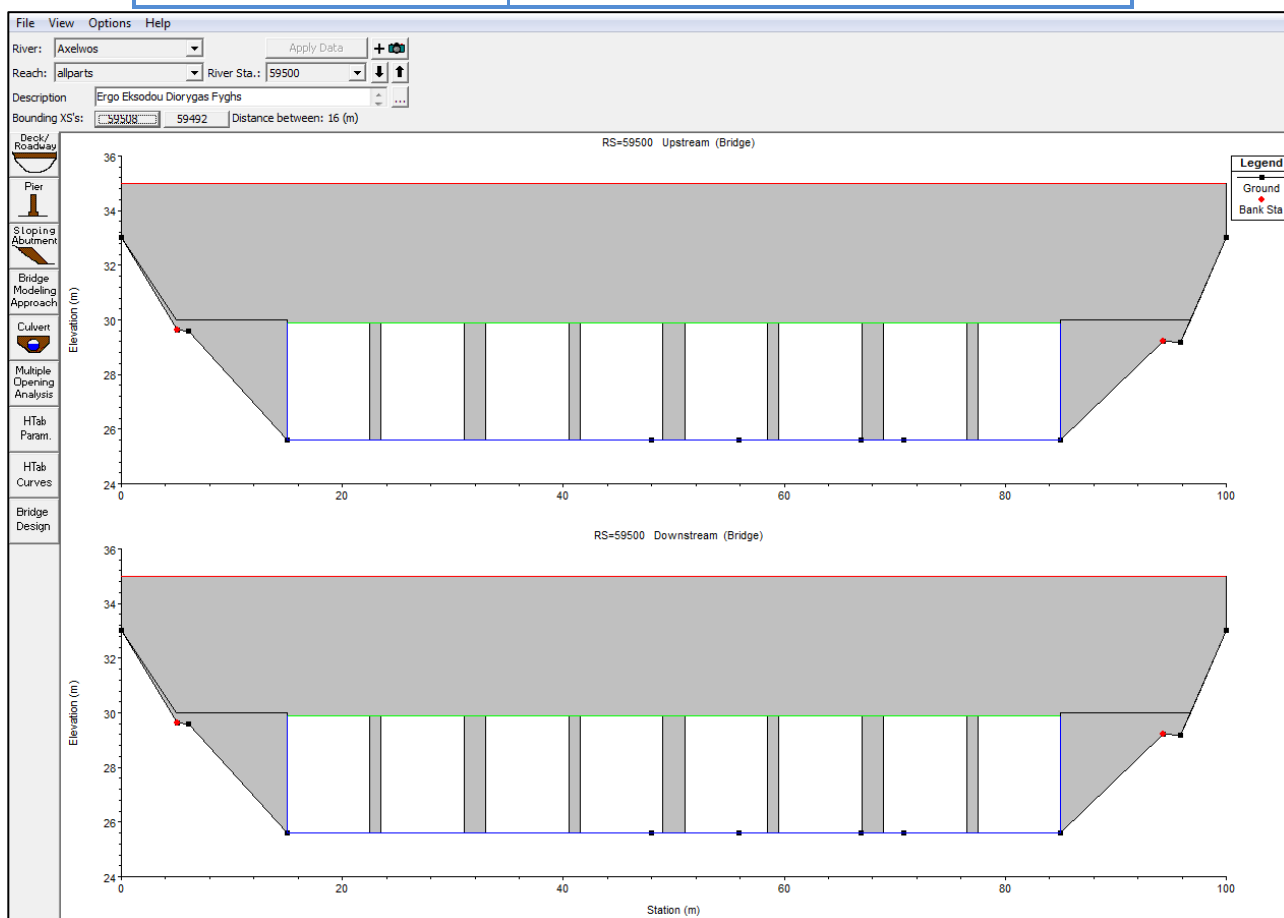 File View Options Help
River: Axelwos Apply Data
Reach: allparts River Sta.: 59500
Description Ergo Eksodou Diorygas Fyghs ...
Bounding XS's: 59508 59492 Distance between: 16 (m)
Deck/
Roadway
Pier
Sloping
Abutment
Bridge
Modeling
Approach
Culvert
Multiple
Opening
Analysis
HTab
Param.
HTab
Curves
Bridge
Design
RS=59500 Upstream (Bridge)
Elevation (m)
36
34
32
30
28
26
24
0 20 40 60 80 100
Legend
Ground
Bank Sta
RS=59500 Downstream (Bridge)
Elevation (m)
36
34
32
30
28
26
24
0 20 40 60 80 100
Station (m)